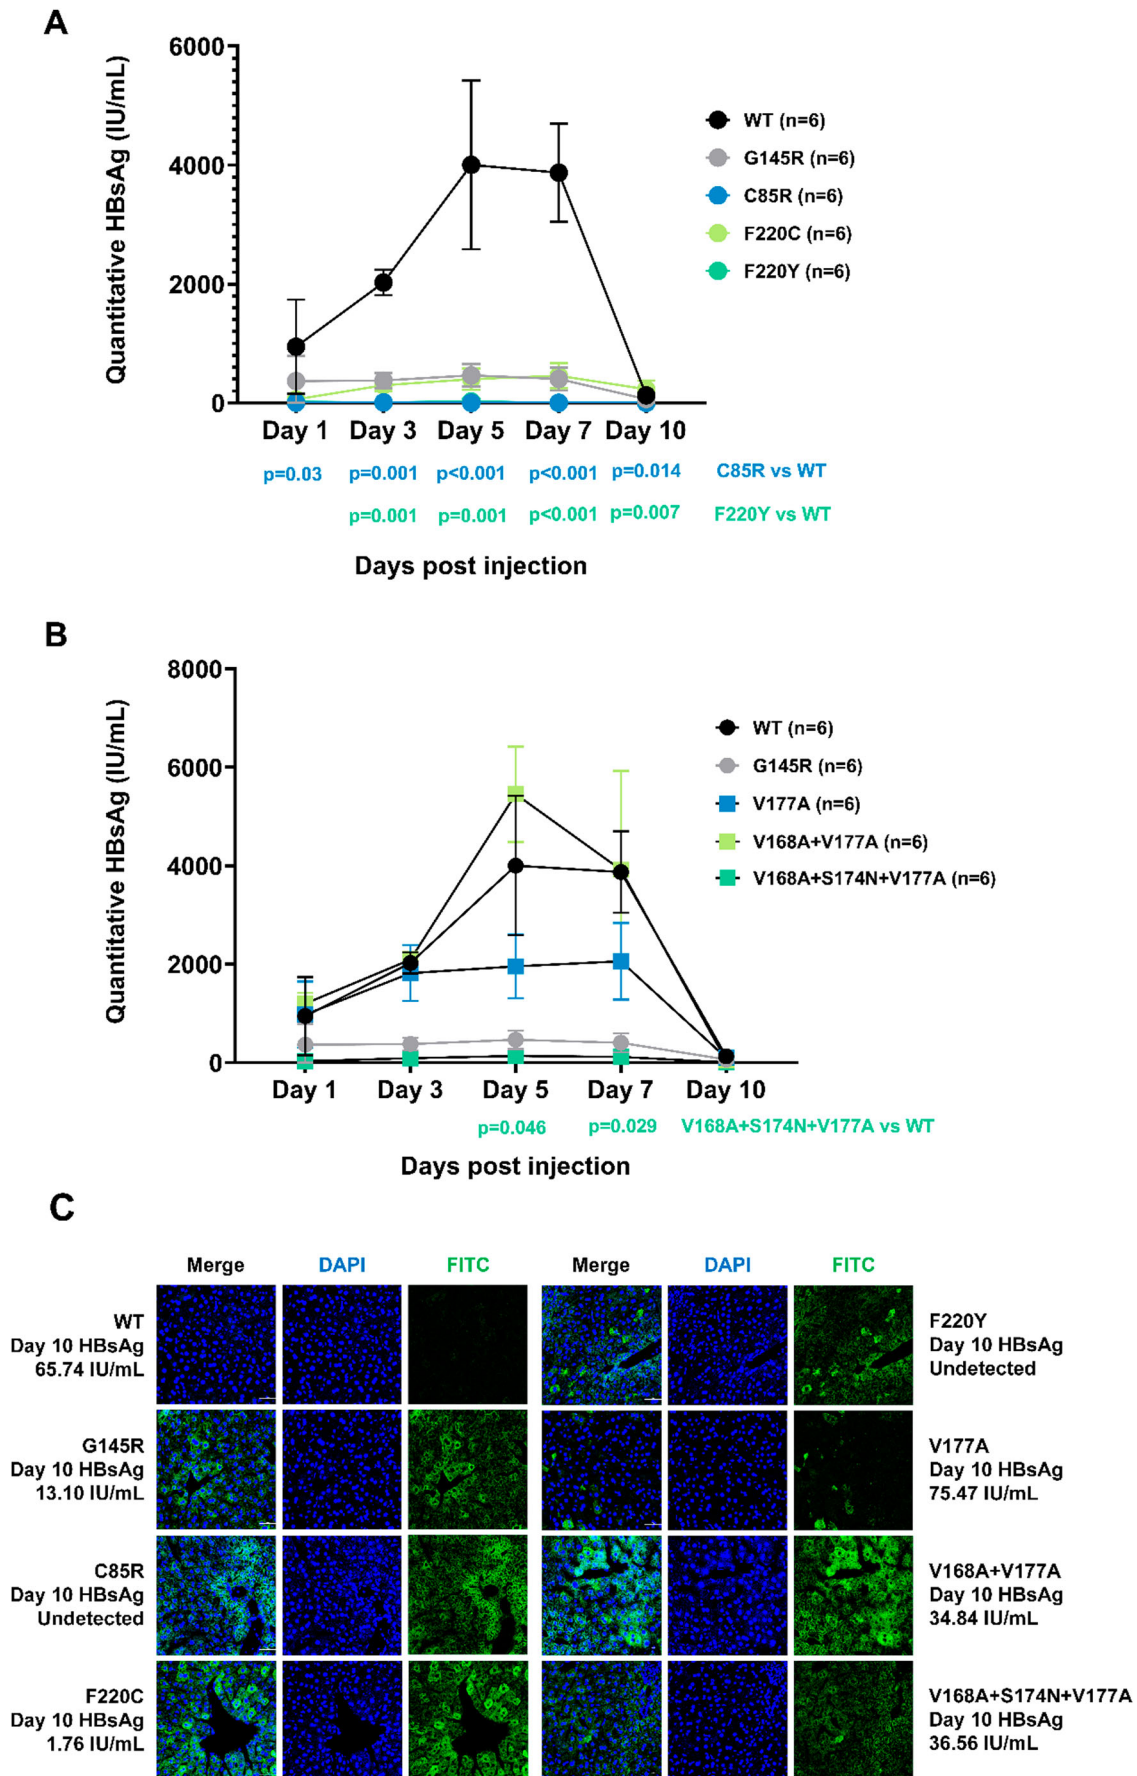 A
Quantitative HBsAg (IU/mL)
6000
4000
2000
0
WT (n=6)
G145R (n=6)
C85R (n=6)
F220C (n=6)
F220Y (n=6)
Day 1 Day 3 Day 5 Day 7 Day 10
p=0.03 p=0.001 p<0.001 p<0.001 p=0.014 C85R vs WT
p=0.001 p=0.001 p<0.001 p=0.007 F220Y vs WT
Days post injection
B
Quantitative HBsAg (IU/mL)
8000
6000
4000
2000
0
WT (n=6)
G145R (n=6)
V177A (n=6)
V168A+V177A (n=6)
V168A+S174N+V177A (n=6)
Day 1 Day 3 Day 5 Day 7 Day 10
p=0.046 p=0.029 V168A+S174N+V177A vs WT
Days post injection
C
Merge DAPI FITC Merge DAPI FITC
WT
Day 10 HBsAg
65.74 IU/mL
F220Y
Day 10 HBsAg
Undetected
G145R
Day 10 HBsAg
13.10 IU/mL
V177A
Day 10 HBsAg
75.47 IU/mL
C85R
Day 10 HBsAg
Undetected
V168A+V177A
Day 10 HBsAg
34.84 IU/mL
F220C
Day 10 HBsAg
1.76 IU/mL
V168A+S174N+V177A
Day 10 HBsAg
36.56 IU/mL